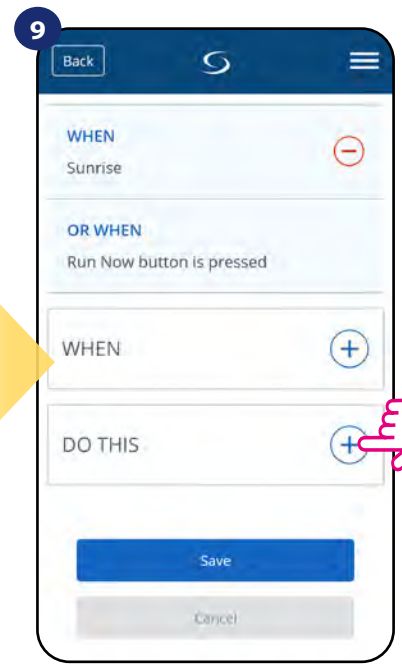 9
Back
WHEN
Sunrise
OR WHEN
Run Now button is pressed
WHEN
DO THIS
Save
Cancel